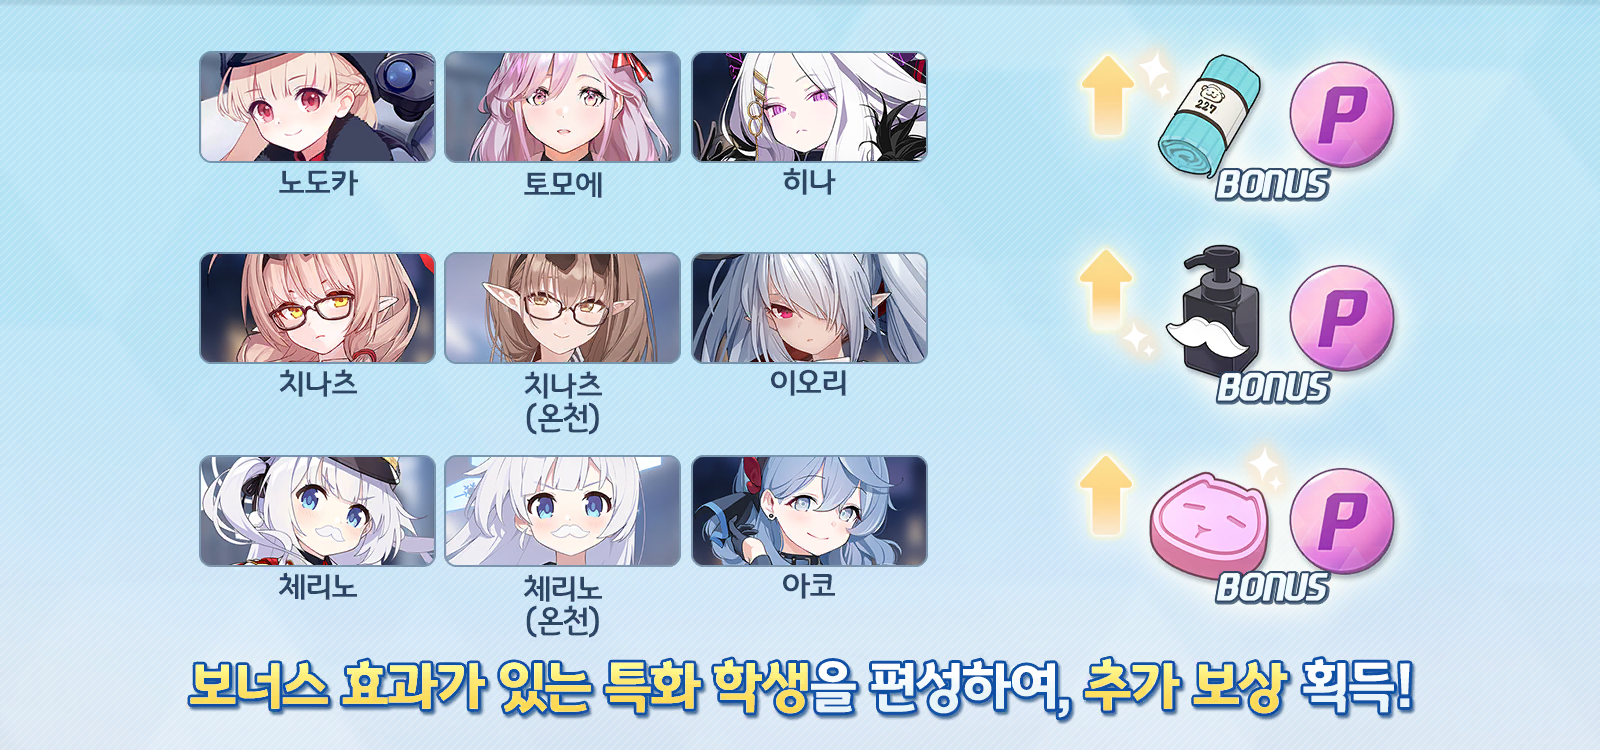 노도카 토모에 히나
227
P
BONUS
치나츠 치나츠 이오리
(온천)
P
BONUS
체리노 체리노 아코
(온천)
P
BONUS
보너스 효과가 있는 특화 학생을 편성하여, 추가 보상 획득!